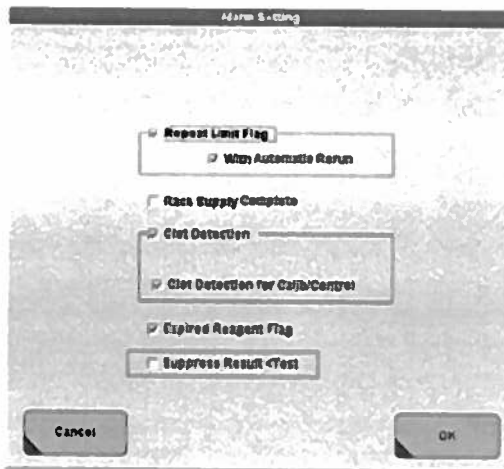 Alarm Setting
Repeat Limit Flag
With Automatic Rerun
Rack Supply Complete
Clot Detection
Clot Detection for Calib/Control
Expired Reagent Flag
Suppress Result <Test
Cancel
OK